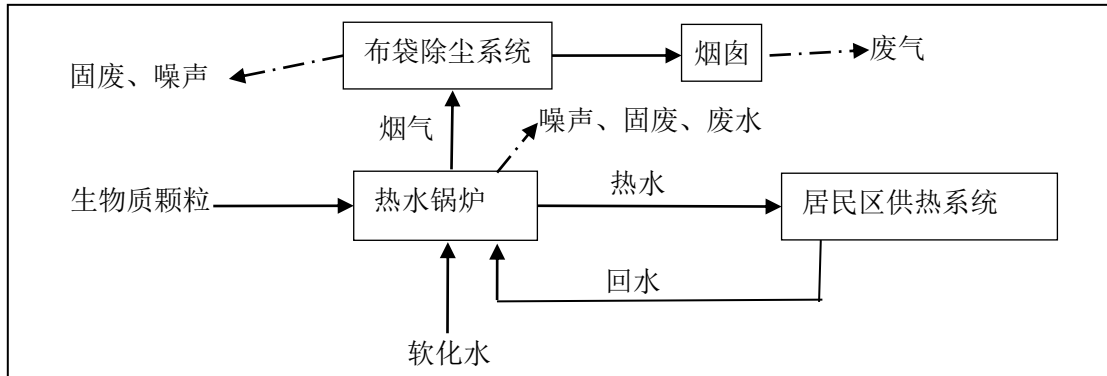 布袋除尘系统
烟囱
废气
固废、噪声
烟气
噪声、固废、废水
生物质颗粒
热水锅炉
热水
居民区供热系统
回水
软化水